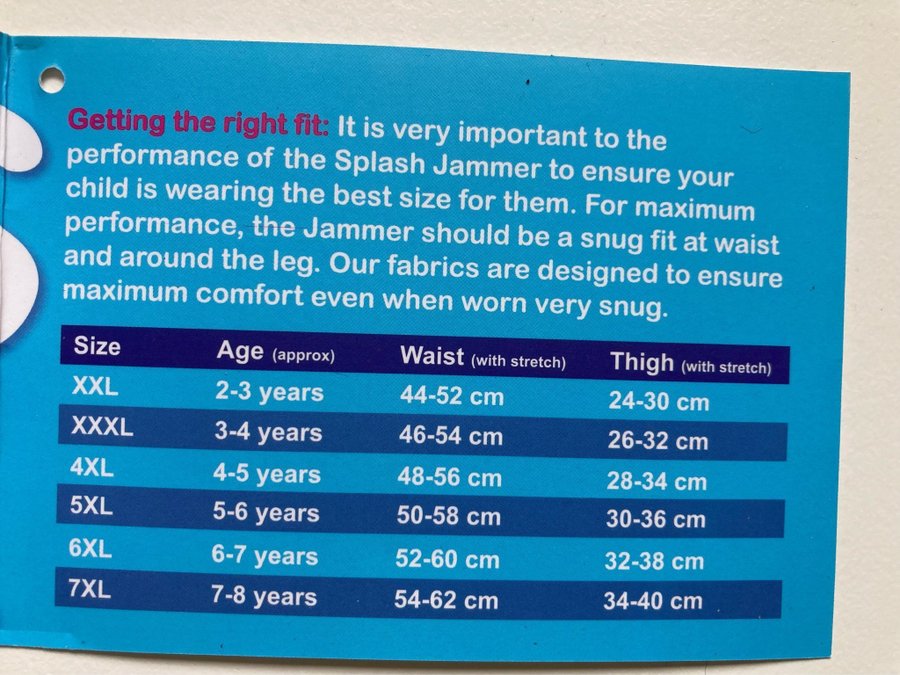 Getting the right fit: It is very important to the
performance of the Splash Jammer to ensure your
child is wearing the best size for them. For maximum
performance, the Jammer should be a snug fit at waist
and around the leg. Our fabrics are designed to ensure
maximum comfort even when worn very snug.
Size Age (approx) Waist (with stretch) Thigh (with stretch)
XXL 2-3 years 44-52 cm 24-30 cm
XXXL 3-4 years 46-54 cm 26-32 cm
4XL 4-5 years 48-56 cm 28-34 cm
5XL 5-6 years 50-58 cm 30-36 cm
6XL 6-7 years 52-60 cm 32-38 cm
7XL 7-8 years 54-62 cm 34-40 cm